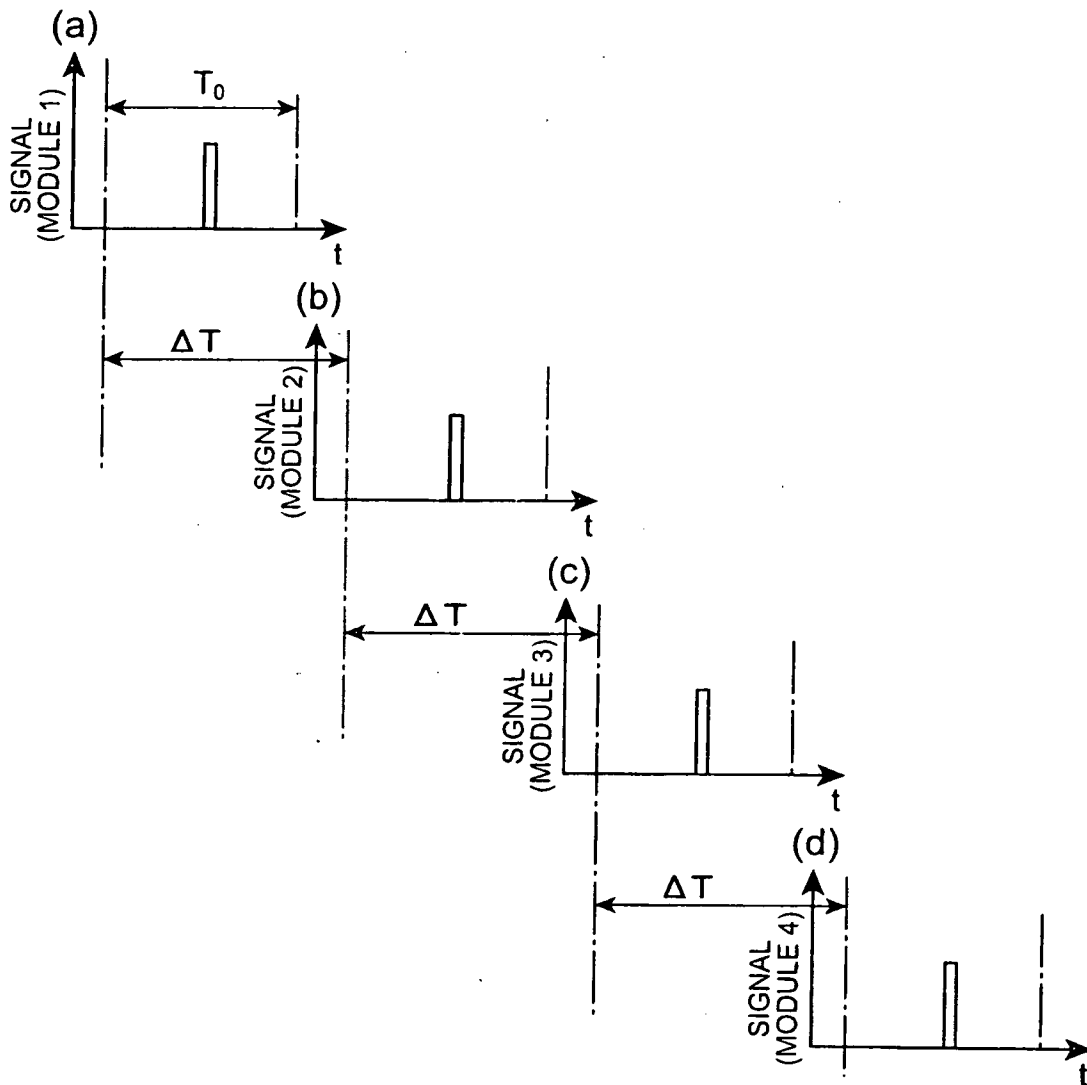 (a)
T₀
SIGNAL
(MODULE 1)
t
(b)
ΔT
SIGNAL
(MODULE 2)
t
(c)
ΔT
SIGNAL
(MODULE 3)
t
(d)
ΔT
SIGNAL
(MODULE 4)
t